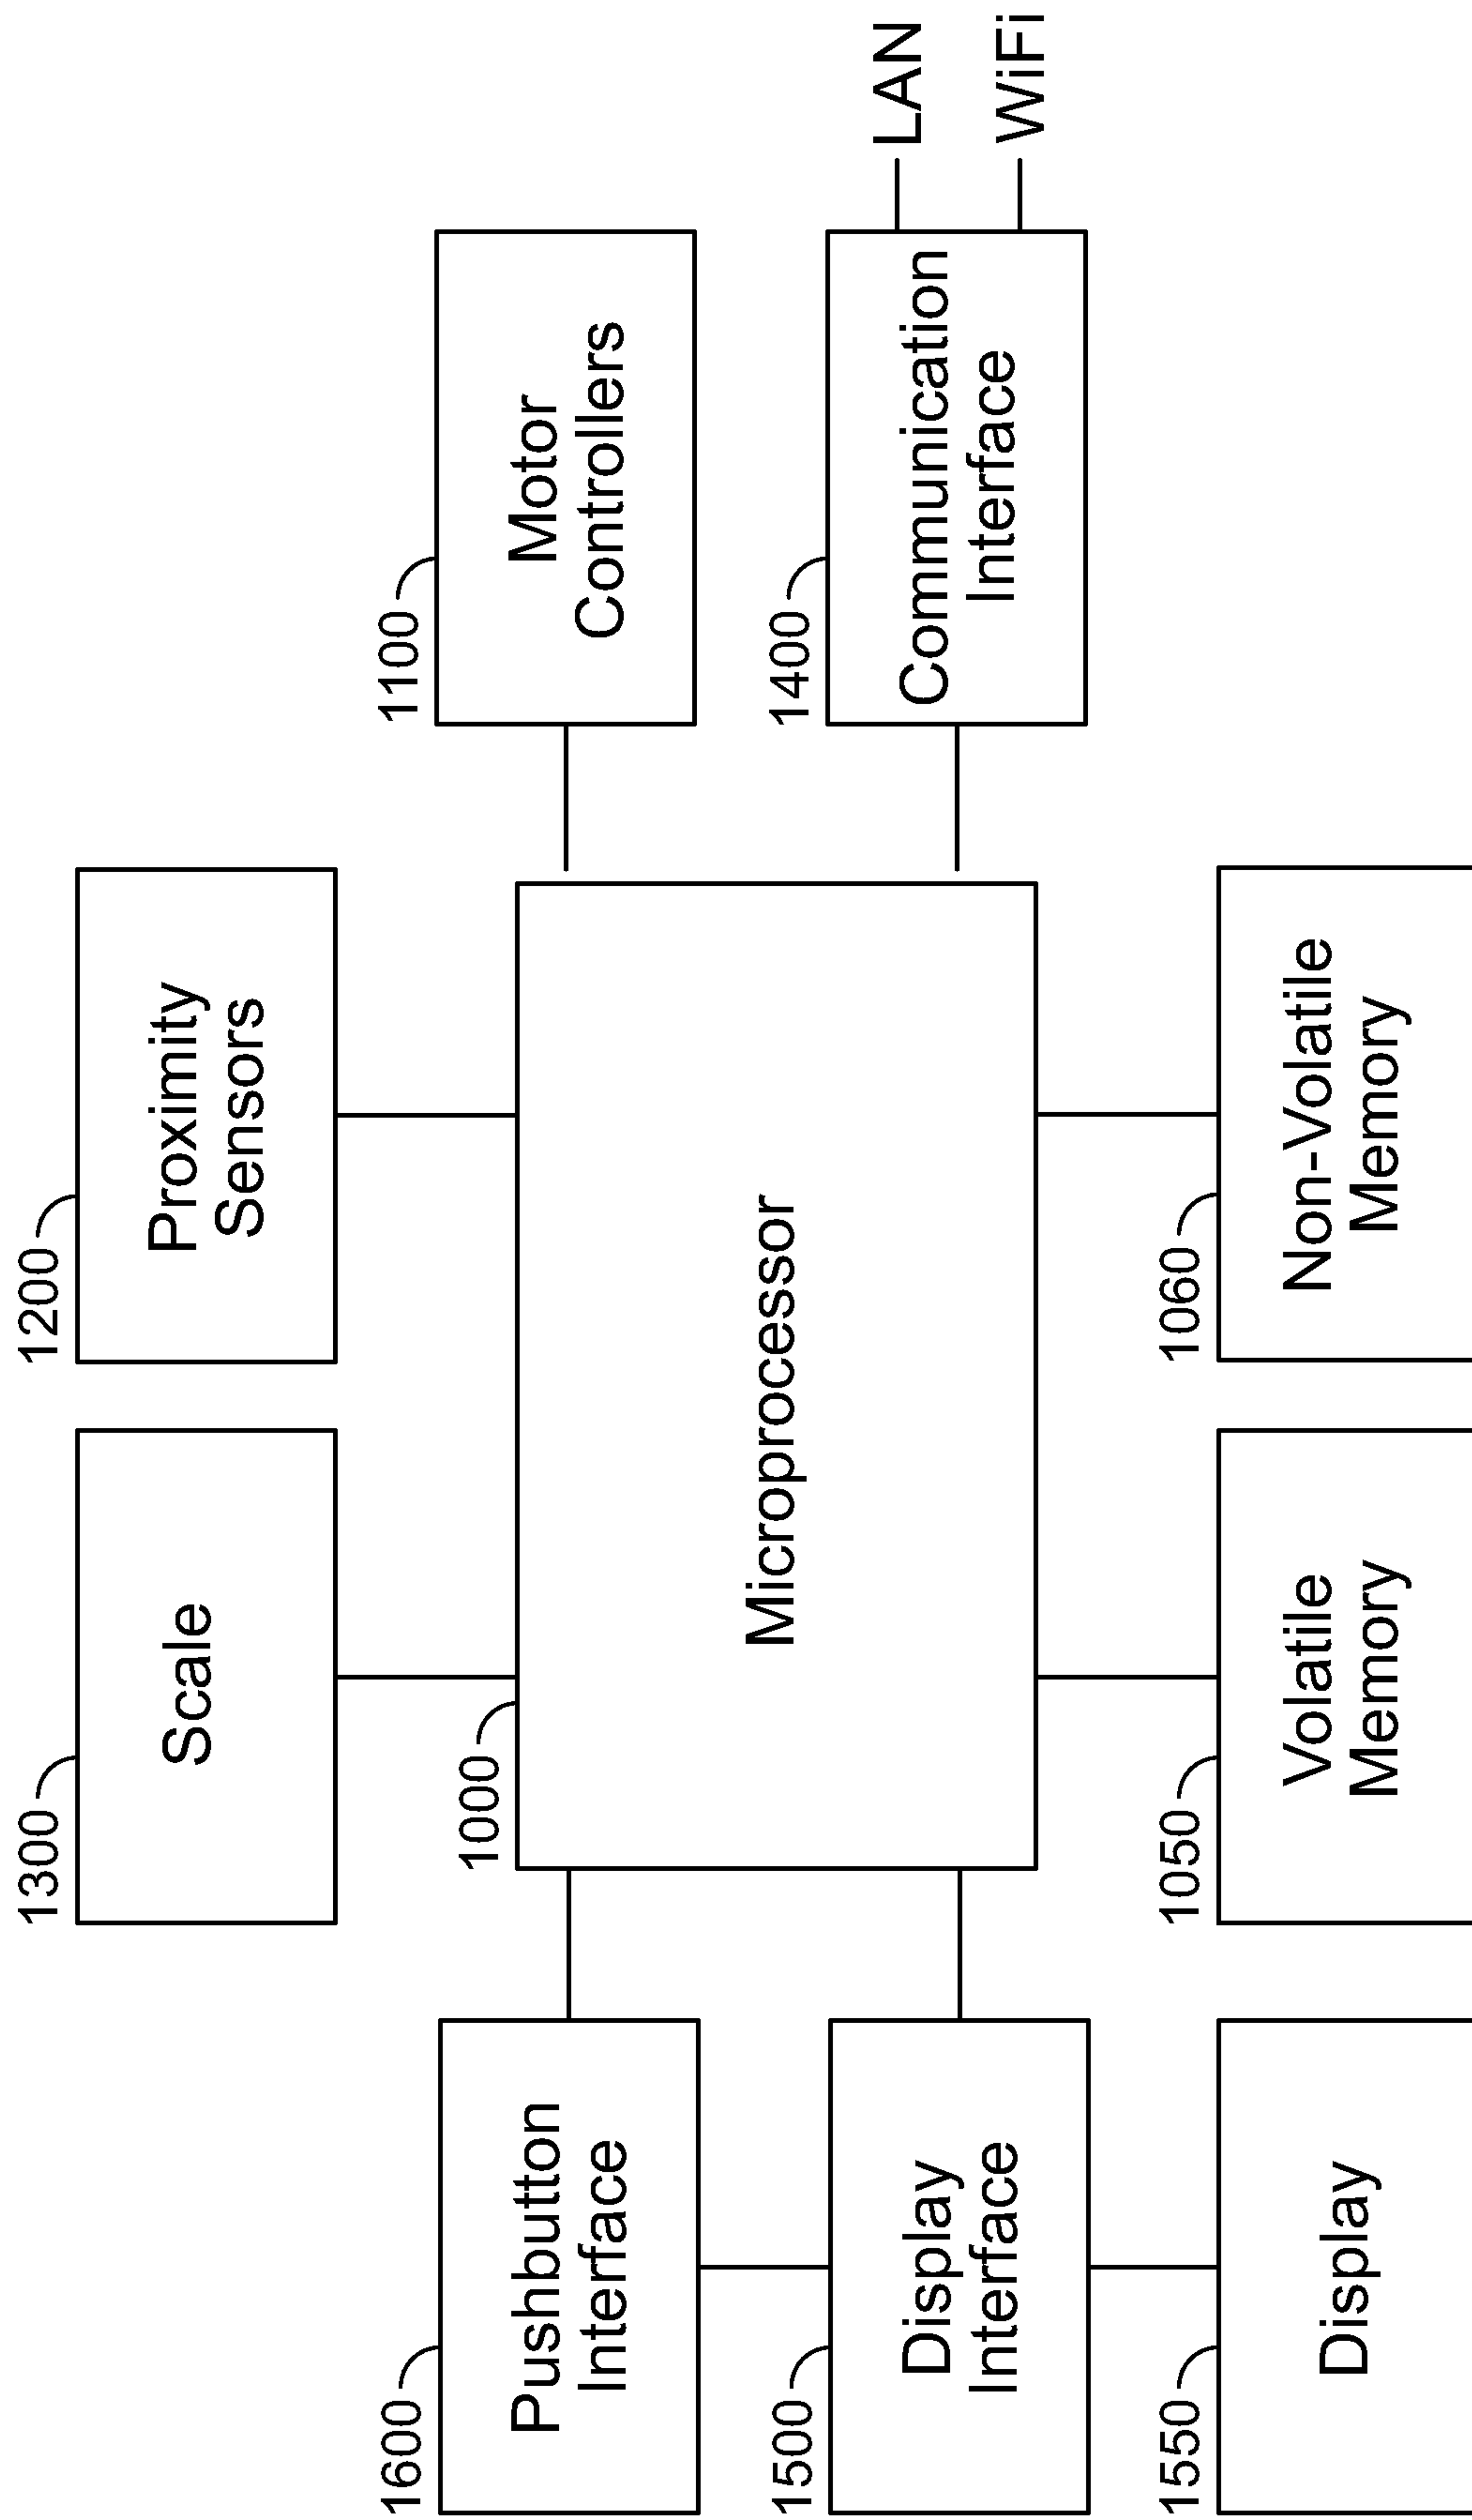 1300
Scale
1200
Proximity
Sensors
1600
Pushbutton
Interface
1000
Microprocessor
1100
Motor
Controllers
1500
Display
Interface
1400
Communication
Interface
LAN
WiFi
1550
Display
1050
Volatile
Memory
1060
Non-Volatile
Memory